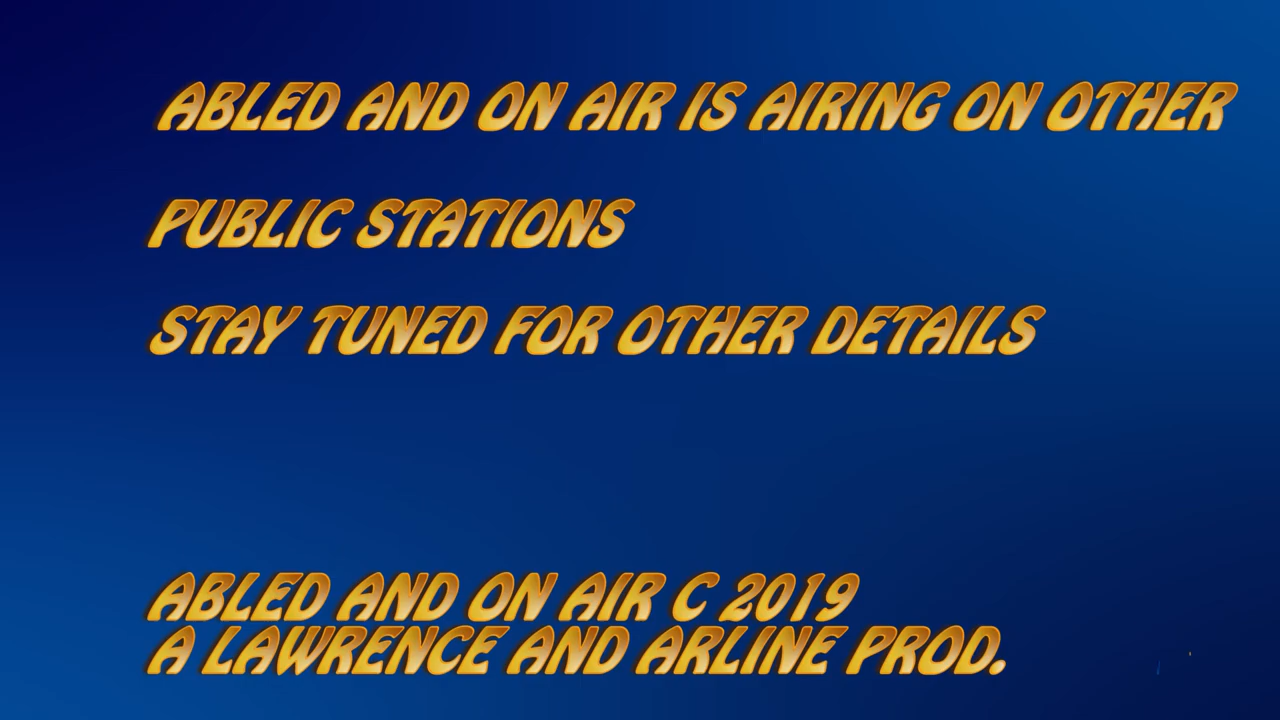 ABLED AND ON AIR IS AIRING ON OTHER
PUBLIC STATIONS
STAY TUNED FOR OTHER DETAILS
ABLED AND ON AIR C 2019
A LAWRENCE AND ARLINE PROD.